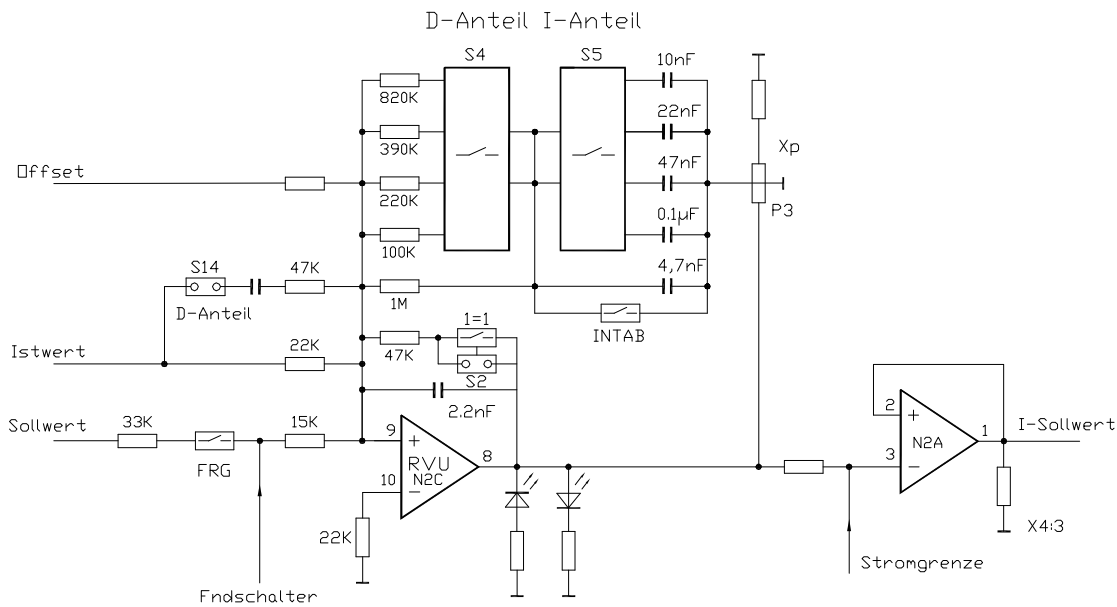 D-Anteil I-Anteil
S4
S5
10nF
820K
22nF
390K
Xp
Offset
47nF
220K
P3
0.1µF
100K
S14
47K
4,7nF
D-Anteil
1M
1=1
INTAB
Istwert
22K
47K
S2
2.2nF
Sollwert
33K
15K
9
+
2
+
1
I-Sollwert
FRG
RVU
N2C
8
N2A
10
−
3
−
22K
X4:3
Stromgrenze
Fndschalter